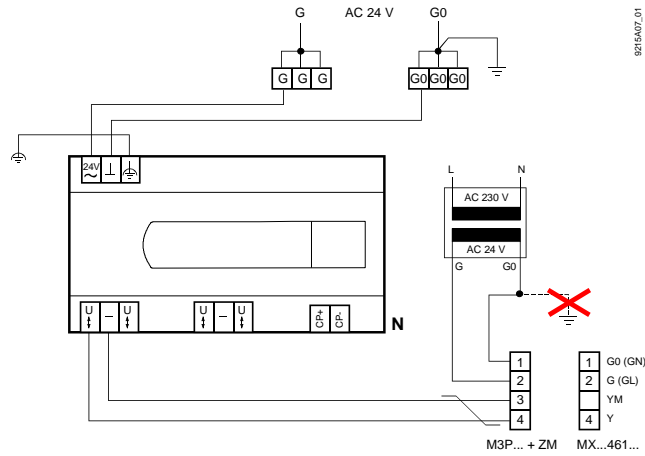 G AC 24 V G0
9215A07_01
G G G
G0 G0 G0
24V
L N
AC 230 V
AC 24 V
G G0
U – U U – U CP+ CP- N
1 1 G0 (GN)
2 2 G (GL)
3 YM
4 4 Y
M3P... + ZM MX...461...